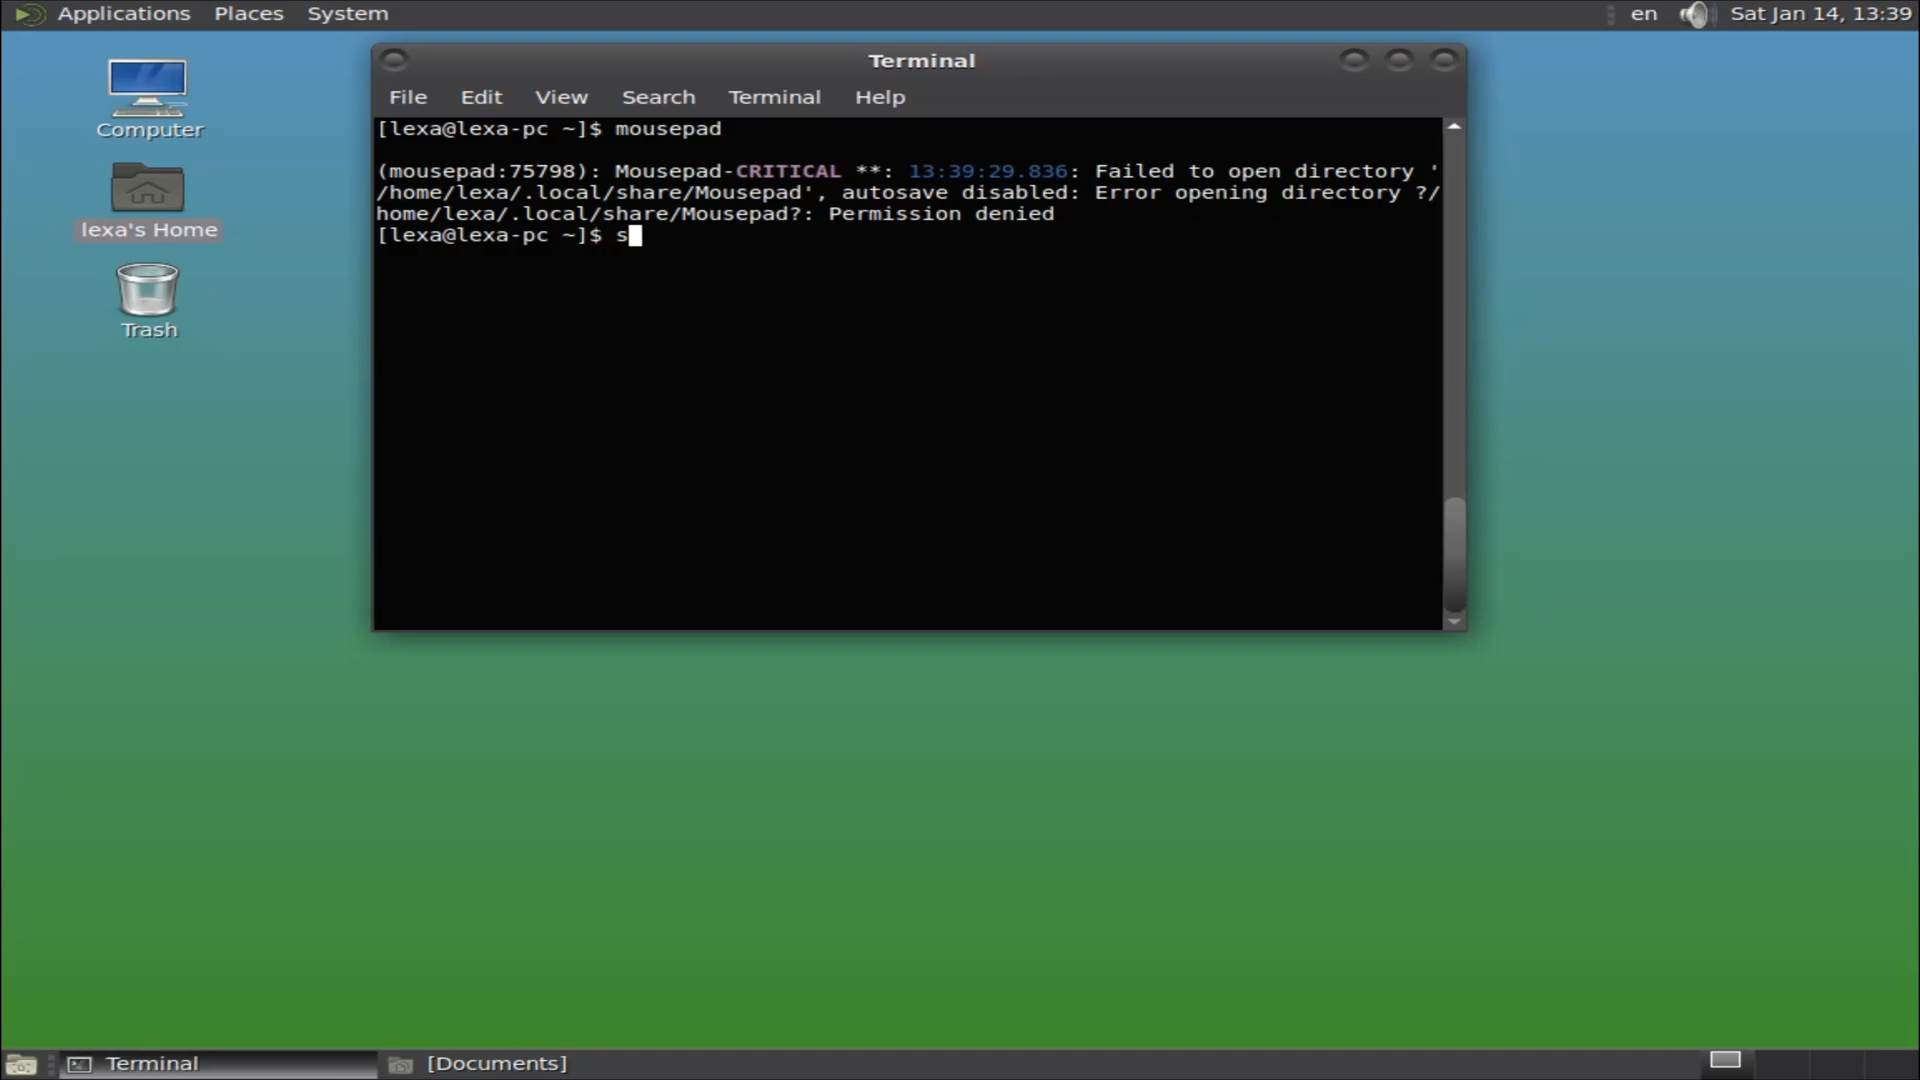 Applications Places System en Sat Jan 14, 13:39
Computer
lexa's Home
Trash
Terminal
File Edit View Search Terminal Help
[lexa@lexa-pc ~]$ mousepad
(mousepad:75798): Mousepad-CRITICAL **: 13:39:29.836: Failed to open directory '
/home/lexa/.local/share/Mousepad', autosave disabled: Error opening directory ?/
home/lexa/.local/share/Mousepad?: Permission denied
[lexa@lexa-pc ~]$ s
Terminal [Documents]